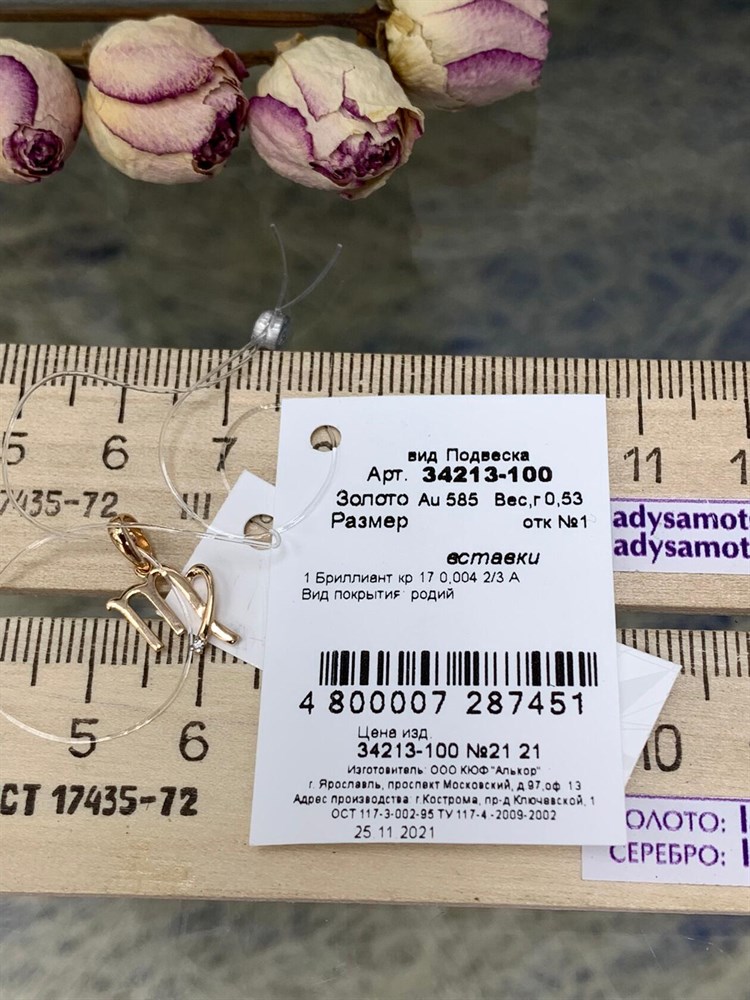 вид Подвеска
Арт. 34213-100
Золото Au 585 Вес,г 0,53
Размер отк №1
вставки
1 Бриллиант кр 17 0,004 2/3 А
Вид покрытия: родий
4 800007 287451
Цена изд.
34213-100 №21 21
Изготовитель: ООО КЮФ "Алькор"
г. Ярославль, проспект Московский, д.97,оф. 13
Адрес производства г.Кострома, пр-д Ключевской, 1
ОСТ 117-3-002-95 ТУ 117-4-2009-2002
25.11.2021
5 6 7 11 1
7435-72 III
adysamot
adysamot
5 6 10
СТ 17435-72
ОЛОТО:
СЕРЕБРО: